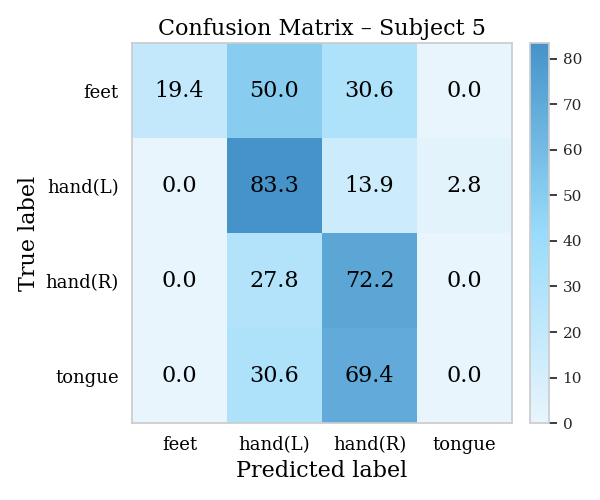 Confusion Matrix – Subject 5
feet 19.4 50.0 30.6 0.0
hand(L) 0.0 83.3 13.9 2.8
hand(R) 0.0 27.8 72.2 0.0
tongue 0.0 30.6 69.4 0.0
feet hand(L) hand(R) tongue
Predicted label
True label
80
70
60
50
40
30
20
10
0